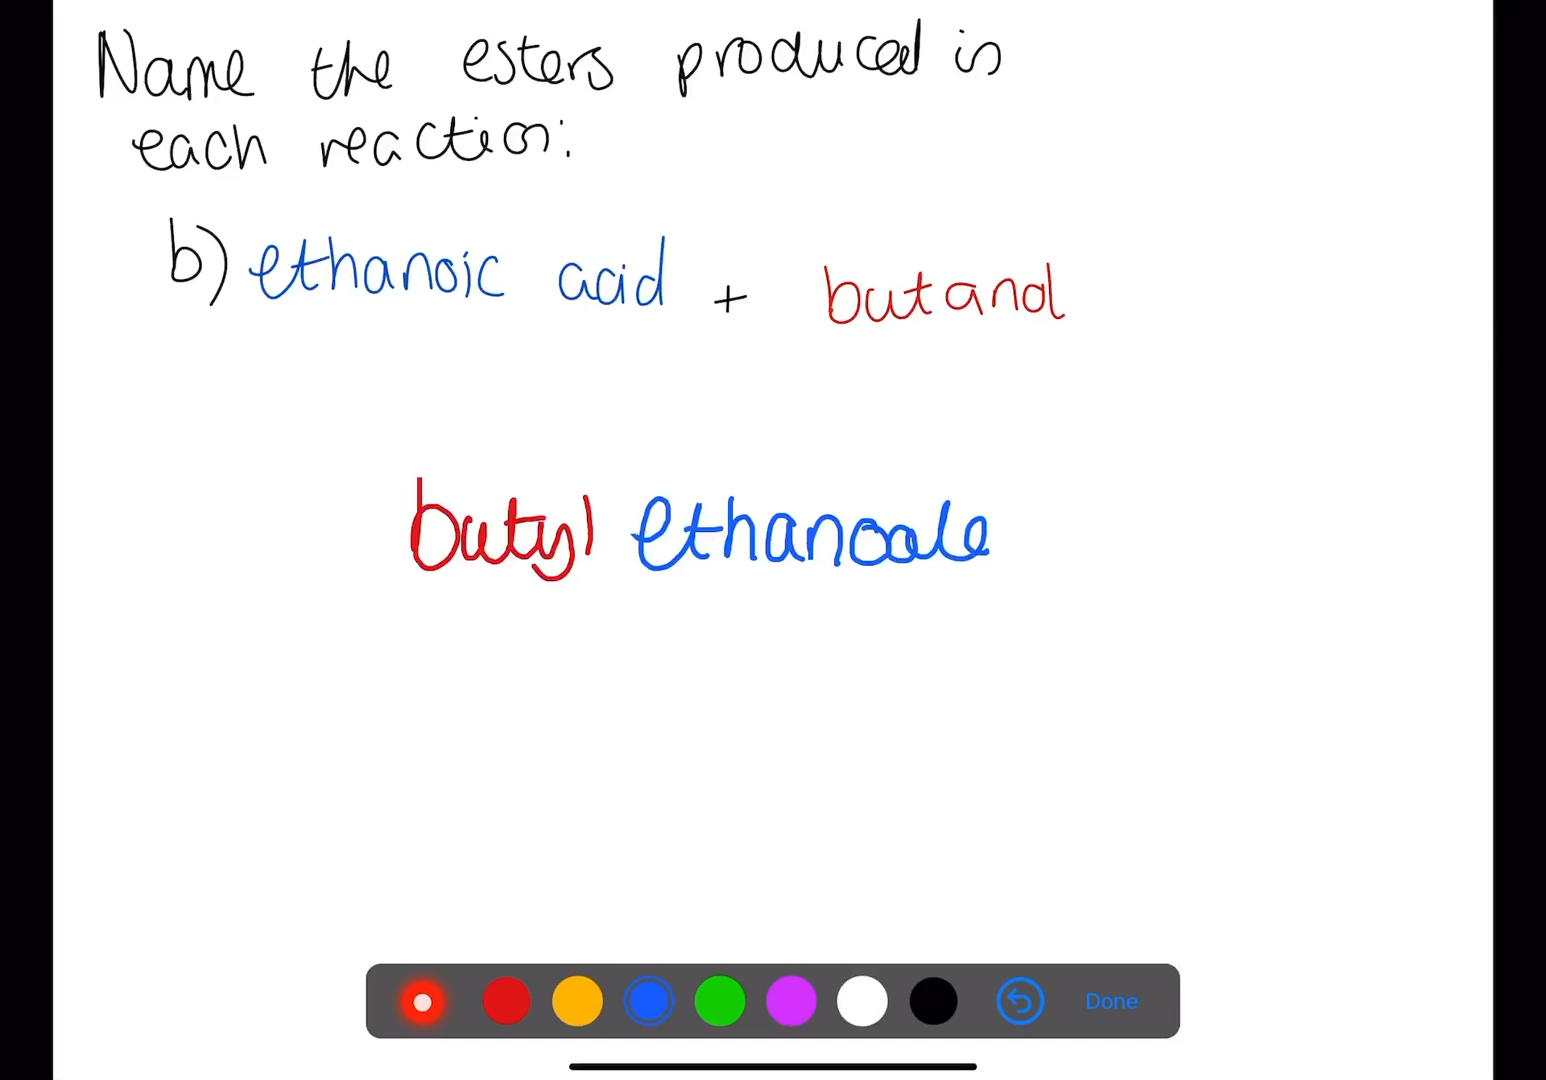 Name the esters produced in
each reaction:
b) ethanoic acid + butanol
butyl ethanoate
Done